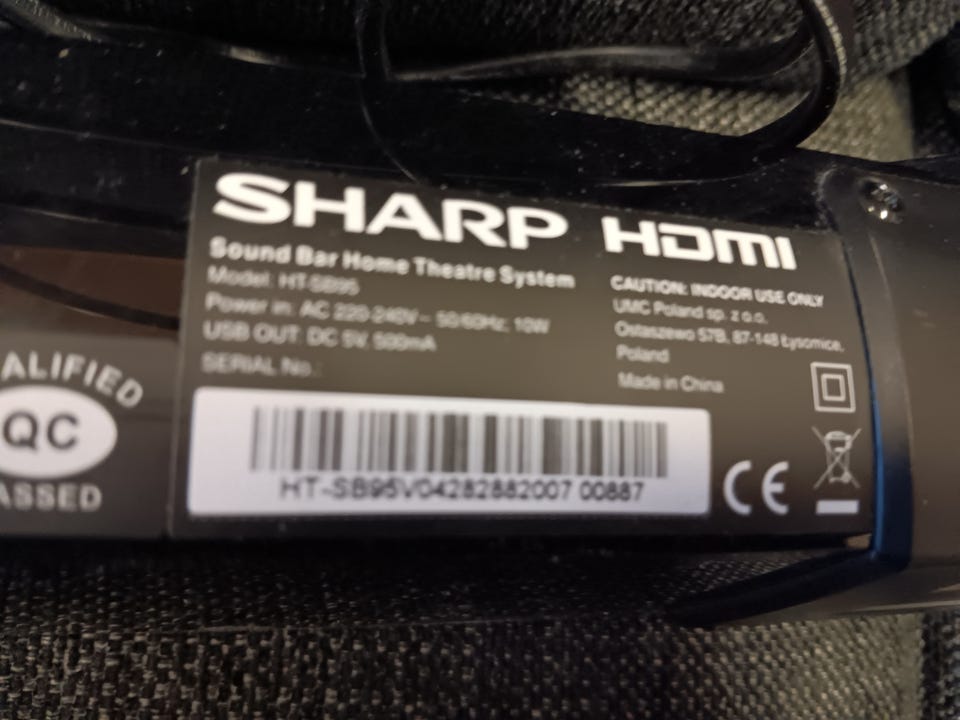 SHARP HDMI
Sound Bar Home Theatre System
Model: HT-SB95
Power in: AC 220-240V~ 50/60Hz; 10W
USB OUT: DC 5V, 500mA
SERIAL No.:
HT-SB95V04282882007 00887
CAUTION: INDOOR USE ONLY
UMC Poland sp. z o.o.
Ostaszewo 57B, 87-148 Łysomice,
Poland
Made in China
CE
ALIFIED
QC
ASSED